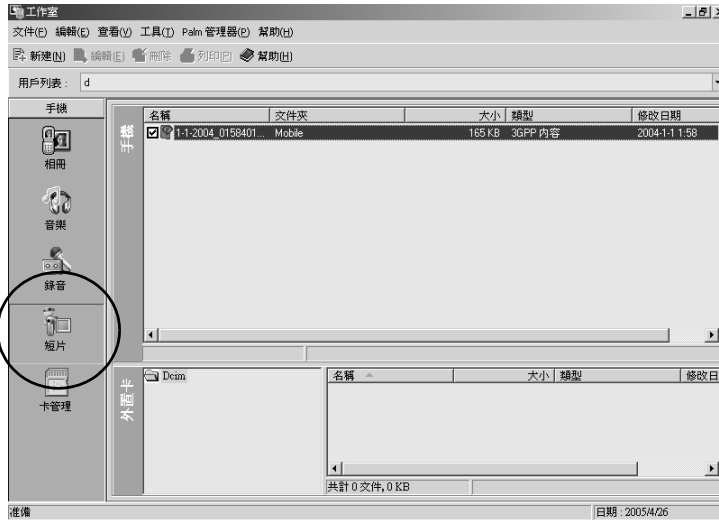 工作室
文件(F) 編輯(E) 查看(V) 工具(T) Palm 管理器(P) 幫助(H)
新建(N) 編輯(E) 刪除 列印(P) 幫助(H)
用戶列表： d
手機
相冊
音樂
錄音
短片
卡管理
手機
名稱 文件夾 大小 類型 修改日期
1-1-2004_0158401... Mobile 165 KB 3GPP 内容 2004-1-1 1:58
外置卡
Dcim
名稱 大小 類型 修改日
共計 0 文件, 0 KB
准備 日期 : 2005/4/26